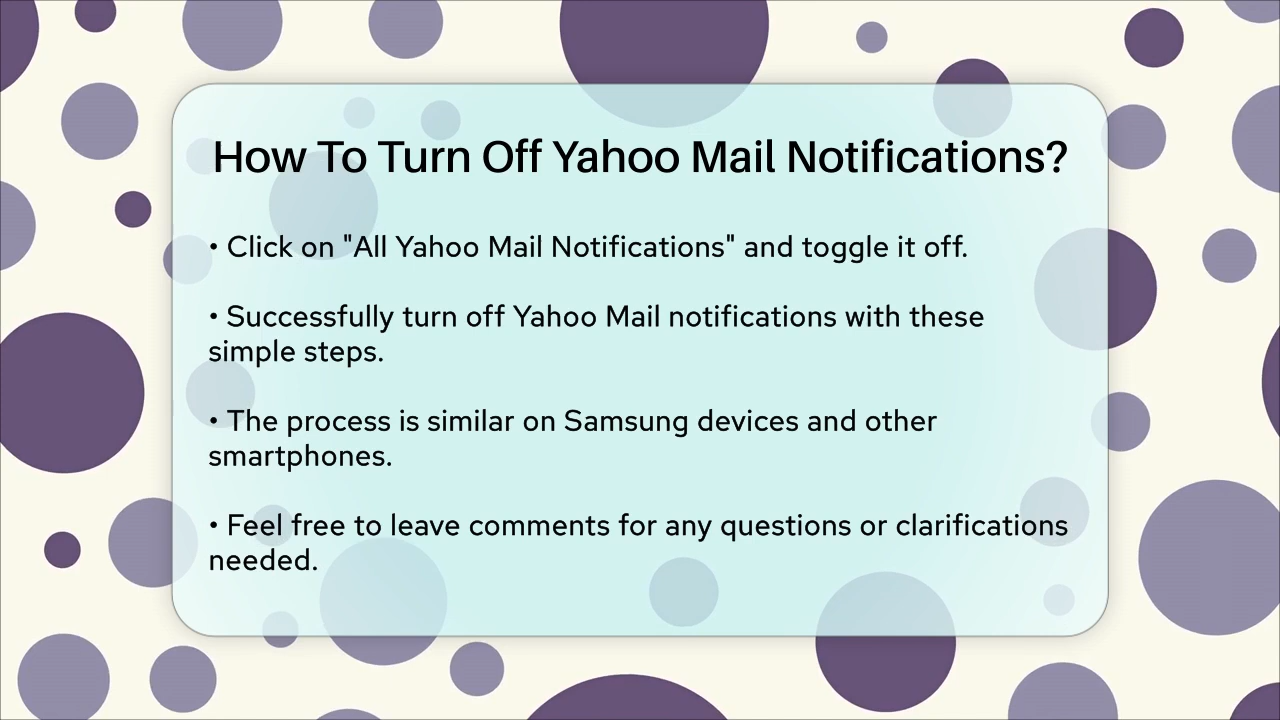 How To Turn Off Yahoo Mail Notifications?
• Click on "All Yahoo Mail Notifications" and toggle it off.
• Successfully turn off Yahoo Mail notifications with these
simple steps.
• The process is similar on Samsung devices and other
smartphones.
• Feel free to leave comments for any questions or clarifications
needed.